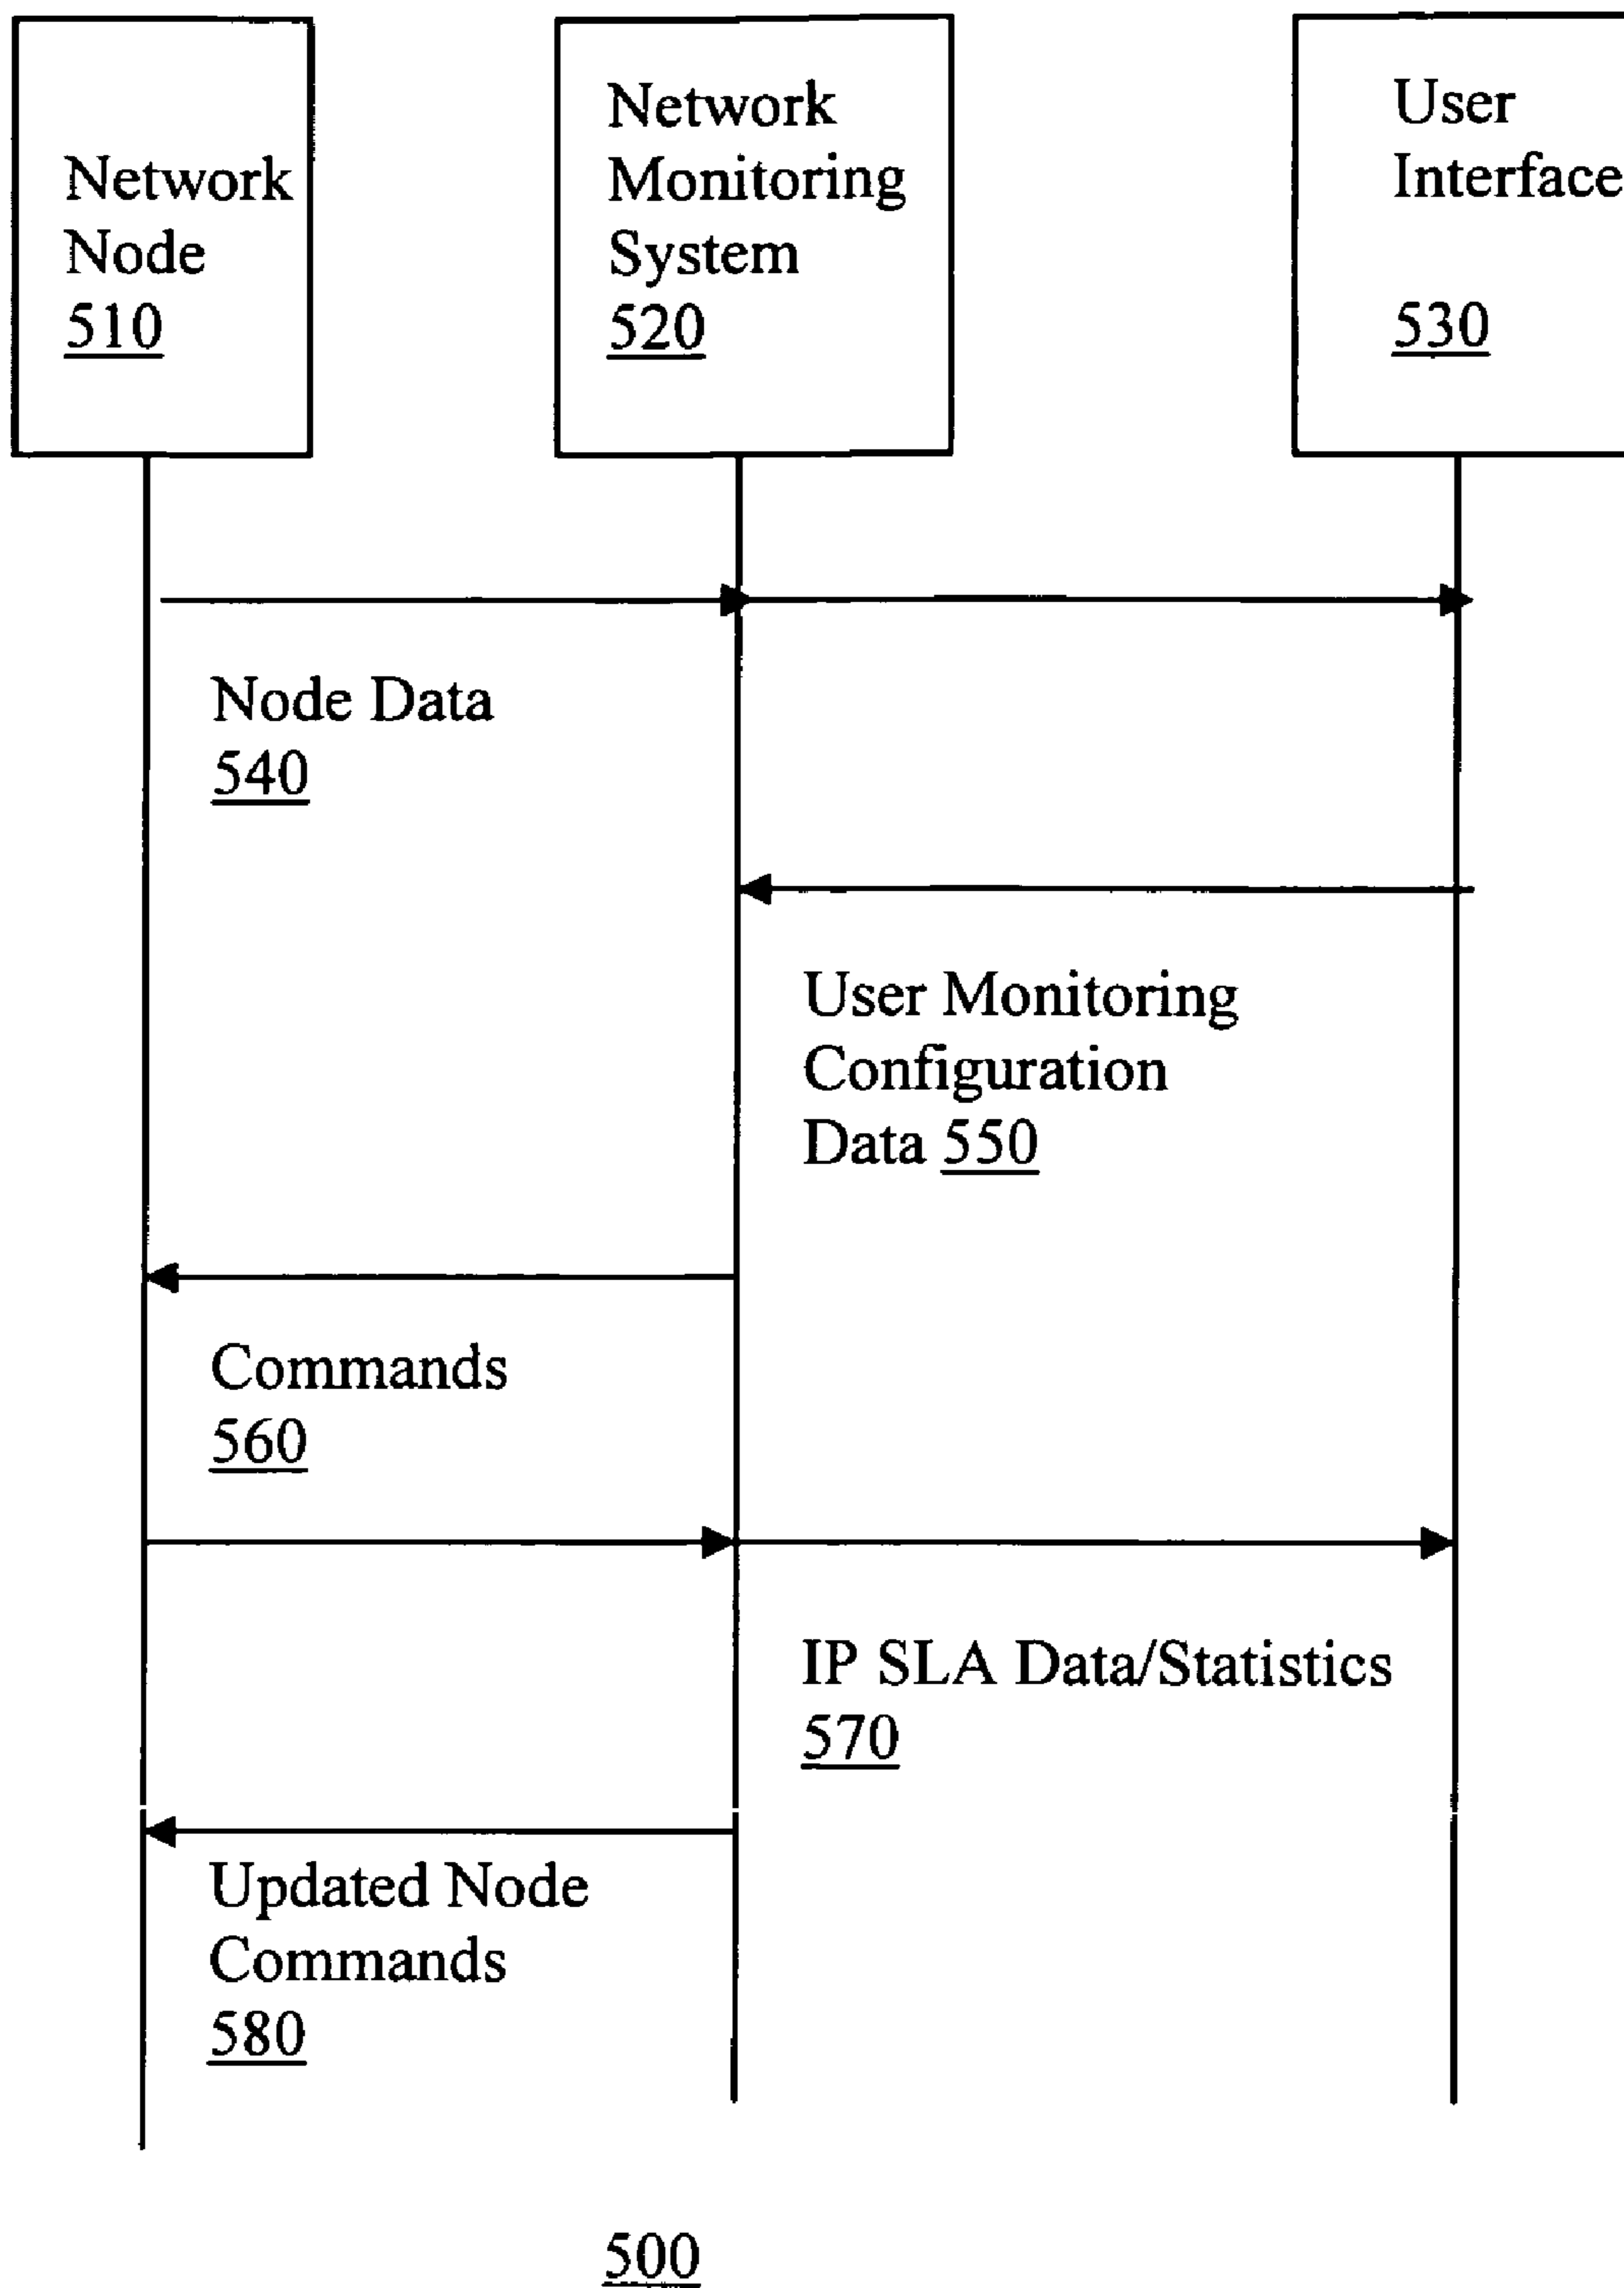 Network
Node
510
Network
Monitoring
System
520
User
Interface
530
Node Data
540
User Monitoring
Configuration
Data 550
Commands
560
IP SLA Data/Statistics
570
Updated Node
Commands
580
500